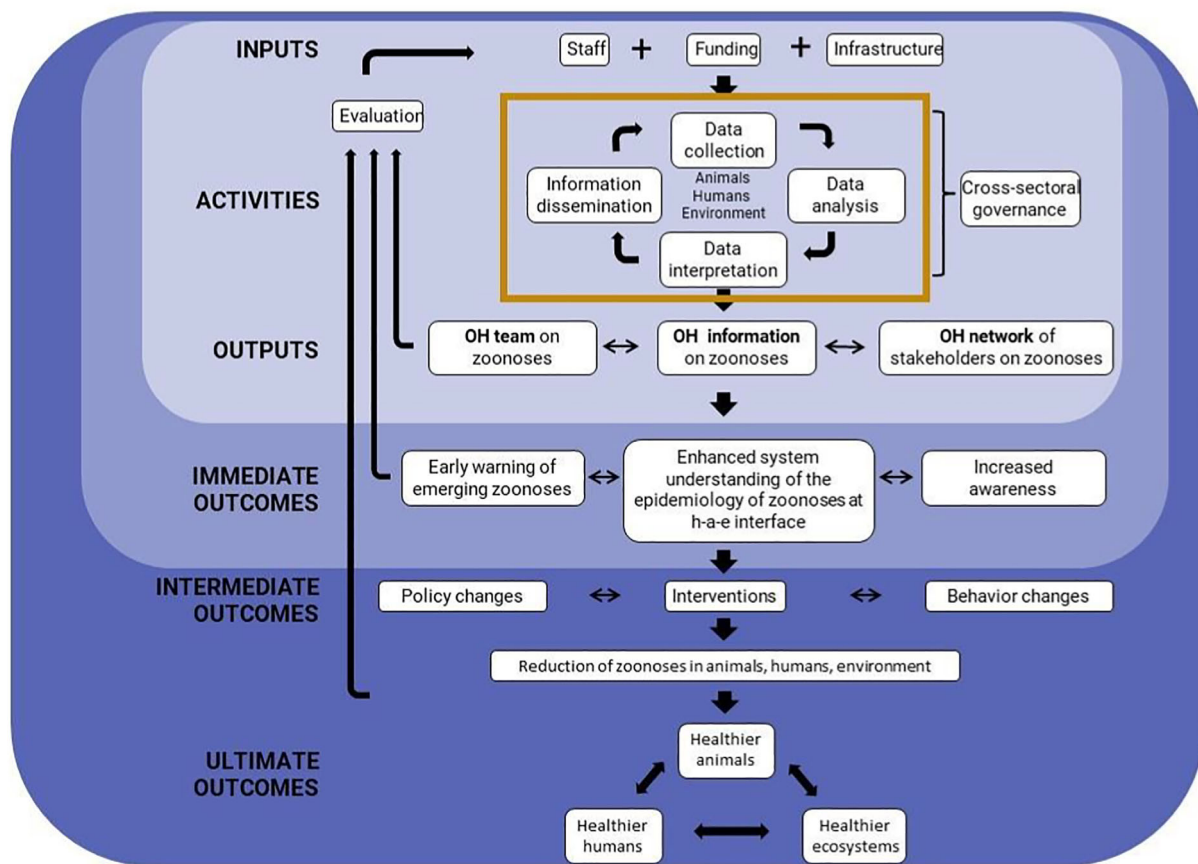 INPUTS
Staff + Funding + Infrastructure
Evaluation
Data
collection
ACTIVITIES
Information
dissemination
Animals
Humans
Environment
Data
analysis
Cross-sectoral
governance
Data
interpretation
OUTPUTS
OH team on
zoonoses
OH information
on zoonoses
OH network of
stakeholders on zoonoses
IMMEDIATE
OUTCOMES
Early warning of
emerging zoonoses
Enhanced system
understanding of the
epidemiology of zoonoses at
h-a-e interface
Increased
awareness
INTERMEDIATE
OUTCOMES
Policy changes
Interventions
Behavior changes
Reduction of zoonoses in animals, humans, environment
ULTIMATE
OUTCOMES
Healthier
animals
Healthier
humans
Healthier
ecosystems